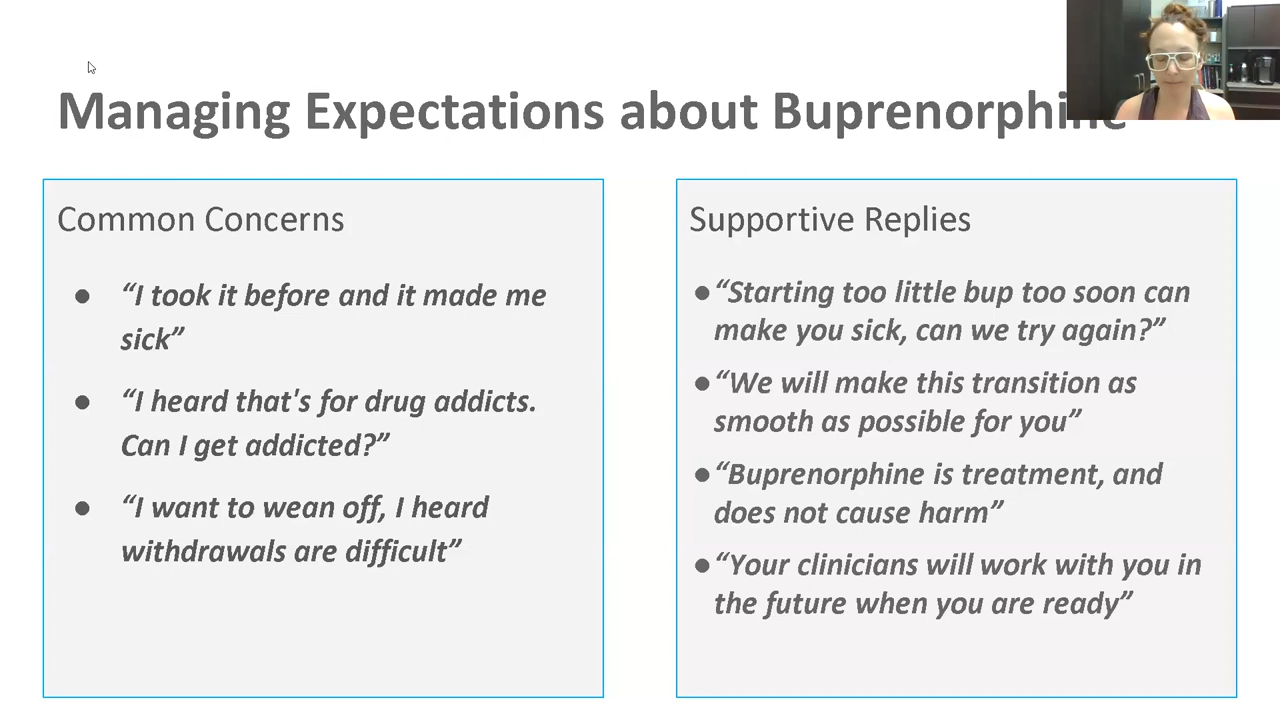 Managing Expectations about Buprenorphine
Common Concerns
● “I took it before and it made me
sick”
● “I heard that's for drug addicts.
Can I get addicted?”
● “I want to wean off, I heard
withdrawals are difficult”
Supportive Replies
●“Starting too little bup too soon can
make you sick, can we try again?”
●“We will make this transition as
smooth as possible for you”
●“Buprenorphine is treatment, and
does not cause harm”
●“Your clinicians will work with you in
the future when you are ready”